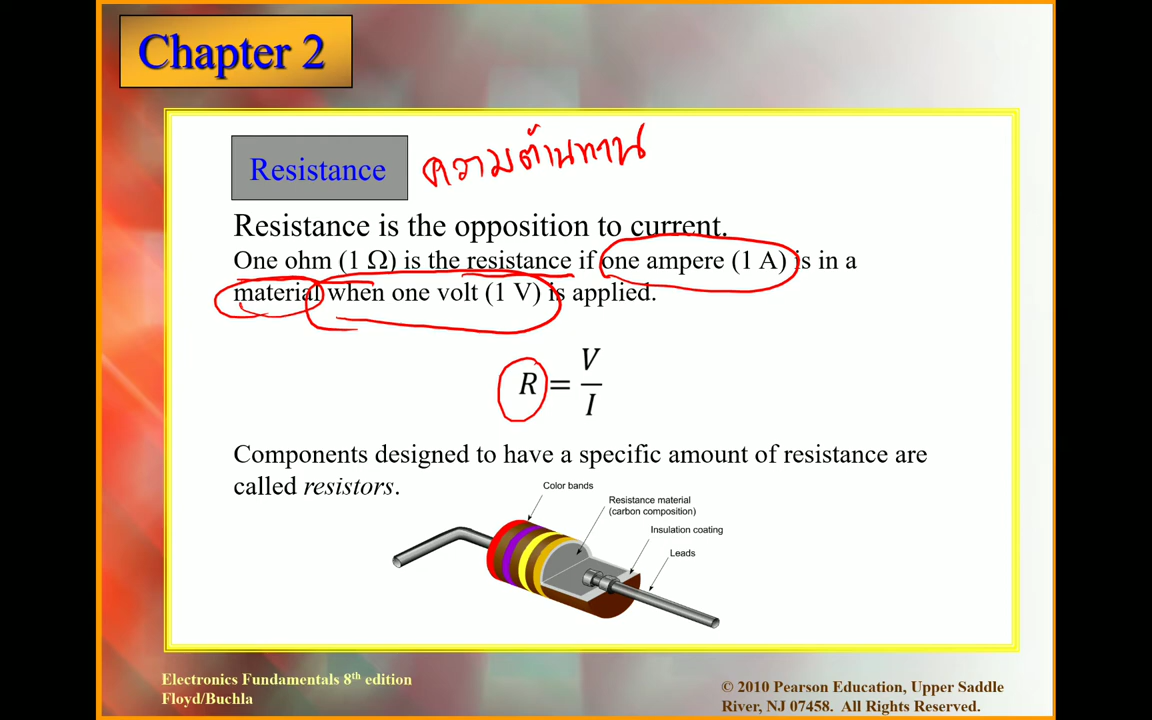 Chapter 2
Resistance
ความต้านทาน
Resistance is the opposition to current.
One ohm (1 Ω) is the resistance if one ampere (1 A) is in a
material when one volt (1 V) is applied.
R = V/I
Components designed to have a specific amount of resistance are
called resistors.
Color bands
Resistance material
(carbon composition)
Insulation coating
Leads
Electronics Fundamentals 8th edition
Floyd/Buchla
© 2010 Pearson Education, Upper Saddle
River, NJ 07458. All Rights Reserved.